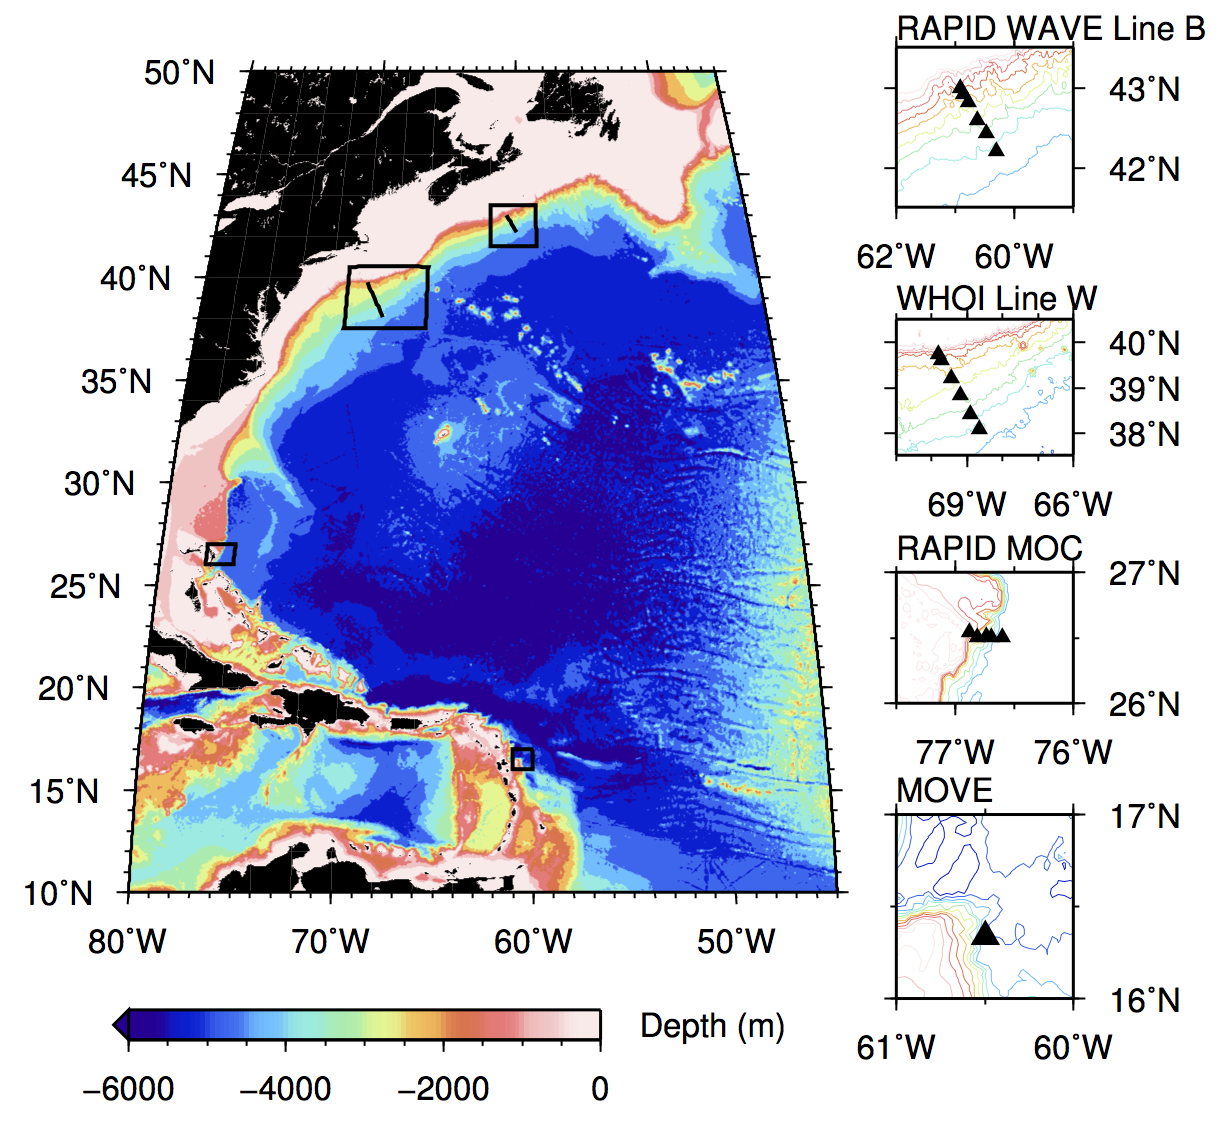 50˚N
45˚N
40˚N
35˚N
30˚N
25˚N
20˚N
15˚N
10˚N
80˚W 70˚W 60˚W 50˚W
−6000 −4000 −2000 0
Depth (m)
RAPID WAVE Line B
43˚N
42˚N
62˚W 60˚W
WHOI Line W
40˚N
39˚N
38˚N
69˚W 66˚W
RAPID MOC
27˚N
26˚N
77˚W 76˚W
MOVE
17˚N
16˚N
61˚W 60˚W